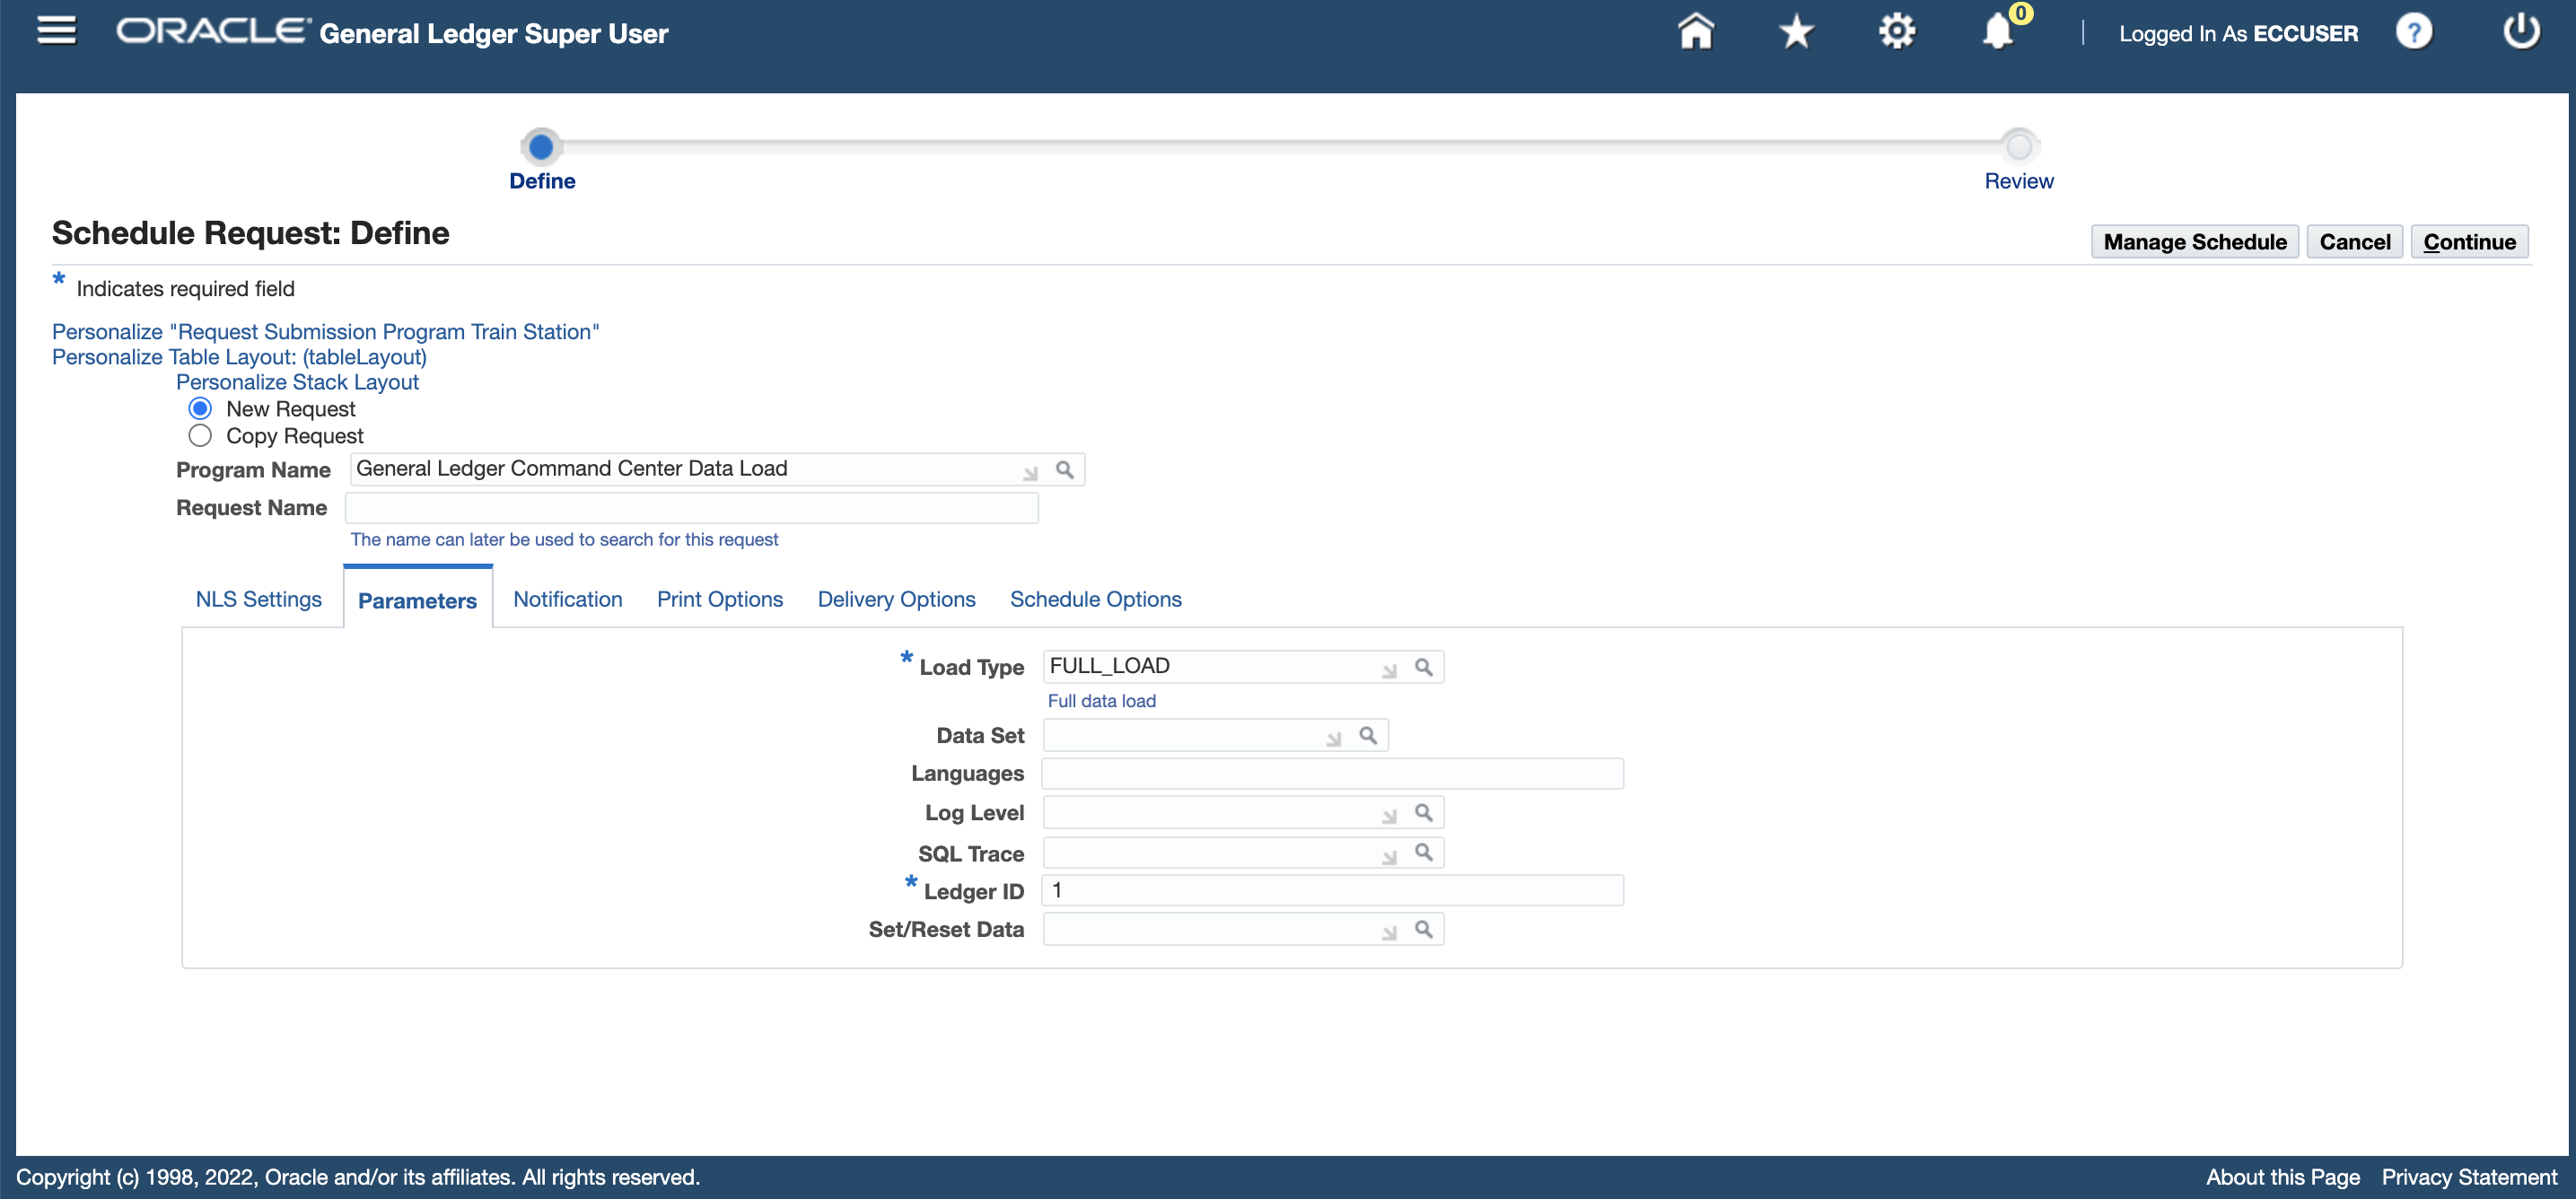 ORACLE General Ledger Super User 0 Logged In As ECCUSER ?
Define Review
Schedule Request: Define Manage Schedule Cancel Continue
* Indicates required field
Personalize "Request Submission Program Train Station"
Personalize Table Layout: (tableLayout)
Personalize Stack Layout
New Request
Copy Request
Program Name General Ledger Command Center Data Load
Request Name
The name can later be used to search for this request
NLS Settings Parameters Notification Print Options Delivery Options Schedule Options
* Load Type FULL_LOAD
Full data load
Data Set
Languages
Log Level
SQL Trace
* Ledger ID 1
Set/Reset Data
Copyright (c) 1998, 2022, Oracle and/or its affiliates. All rights reserved. About this Page Privacy Statement